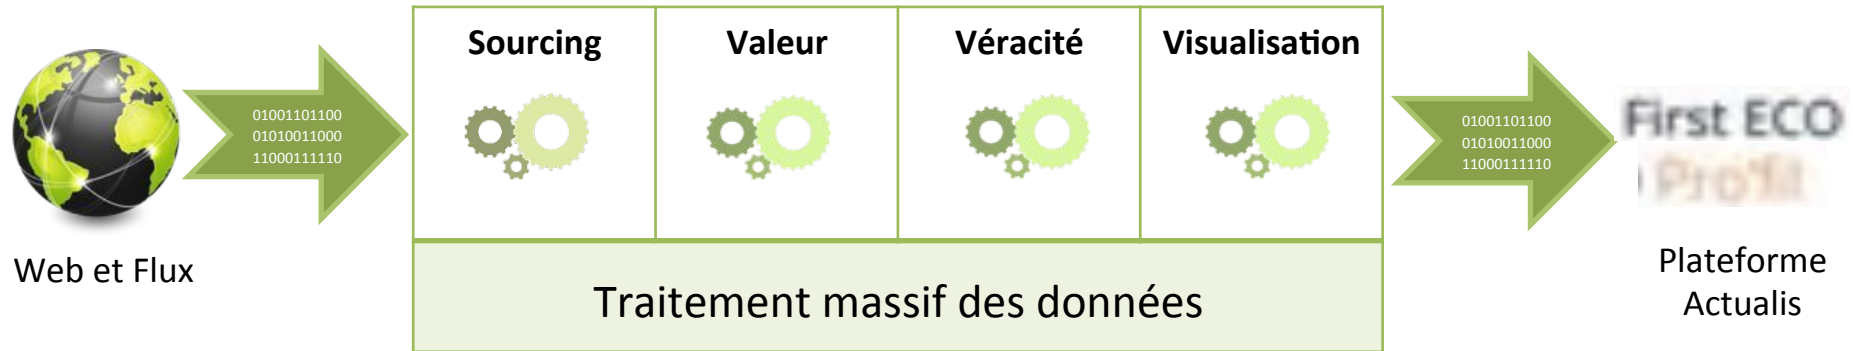 Sourcing
Valeur
Véracité
Visualisation
01001101100
01010011000
11000111110
01001101100
01010011000
11000111110
First ECO
Profil
Web et Flux
Traitement massif des données
Plateforme
Actualis